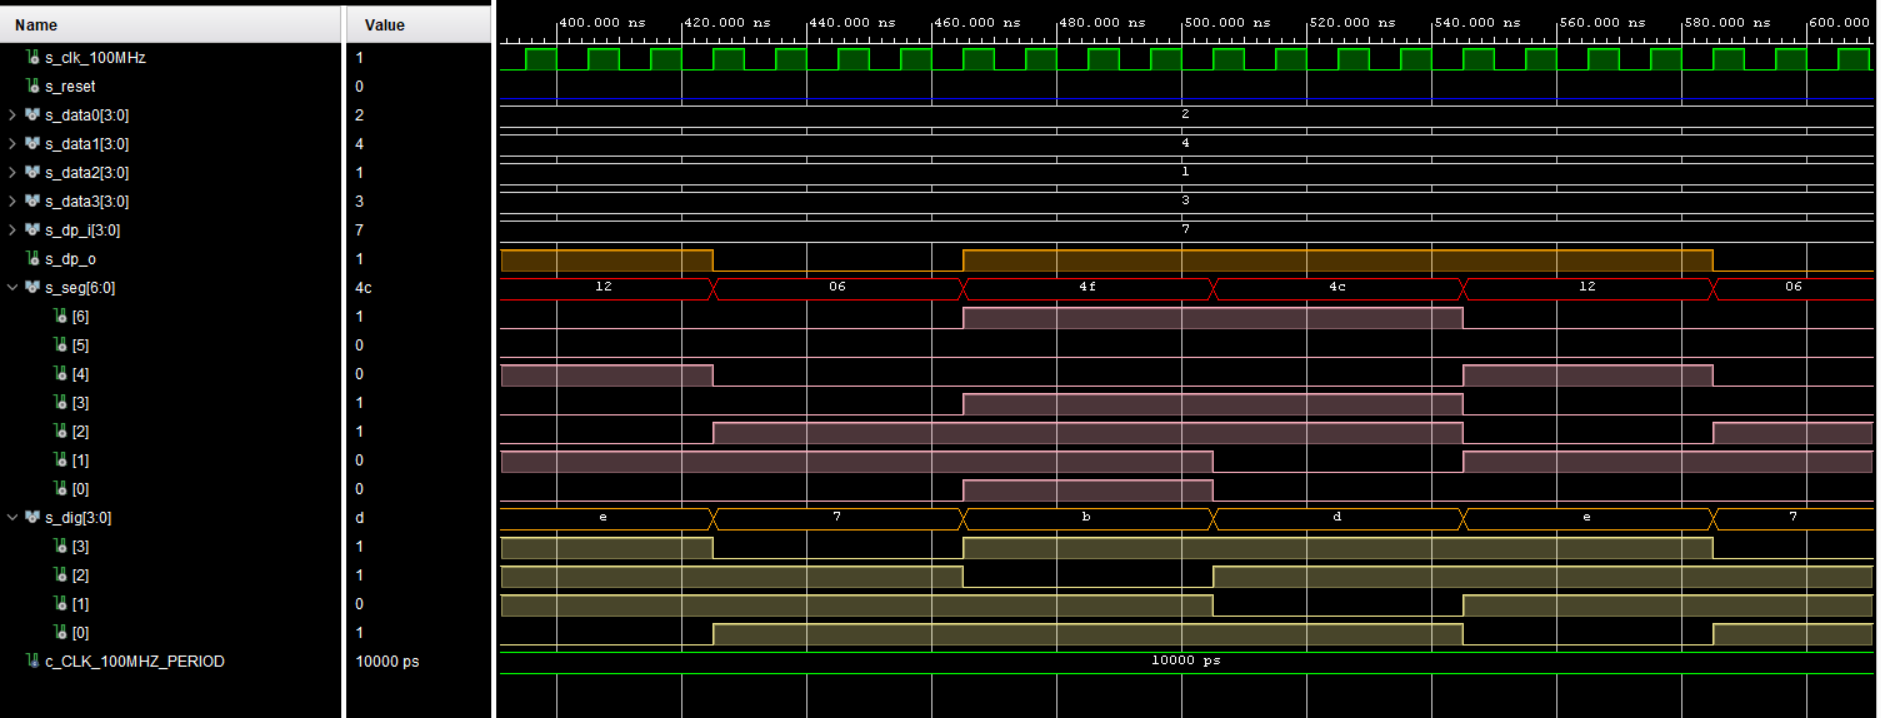 Name Value 400.000 ns 420.000 ns 440.000 ns 460.000 ns 480.000 ns 500.000 ns 520.000 ns 540.000 ns 560.000 ns 580.000 ns 600.000
s_clk_100MHz 1
s_reset 0
s_data0[3:0] 2 2
s_data1[3:0] 4 4
s_data2[3:0] 1 1
s_data3[3:0] 3 3
s_dp_i[3:0] 7 7
s_dp_o 1
s_seg[6:0] 4c 12 06 4f 4c 12 06
[6] 1
[5] 0
[4] 0
[3] 1
[2] 1
[1] 0
[0] 0
s_dig[3:0] d e 7 b d e 7
[3] 1
[2] 1
[1] 0
[0] 1
c_CLK_100MHZ_PERIOD 10000 ps 10000 ps